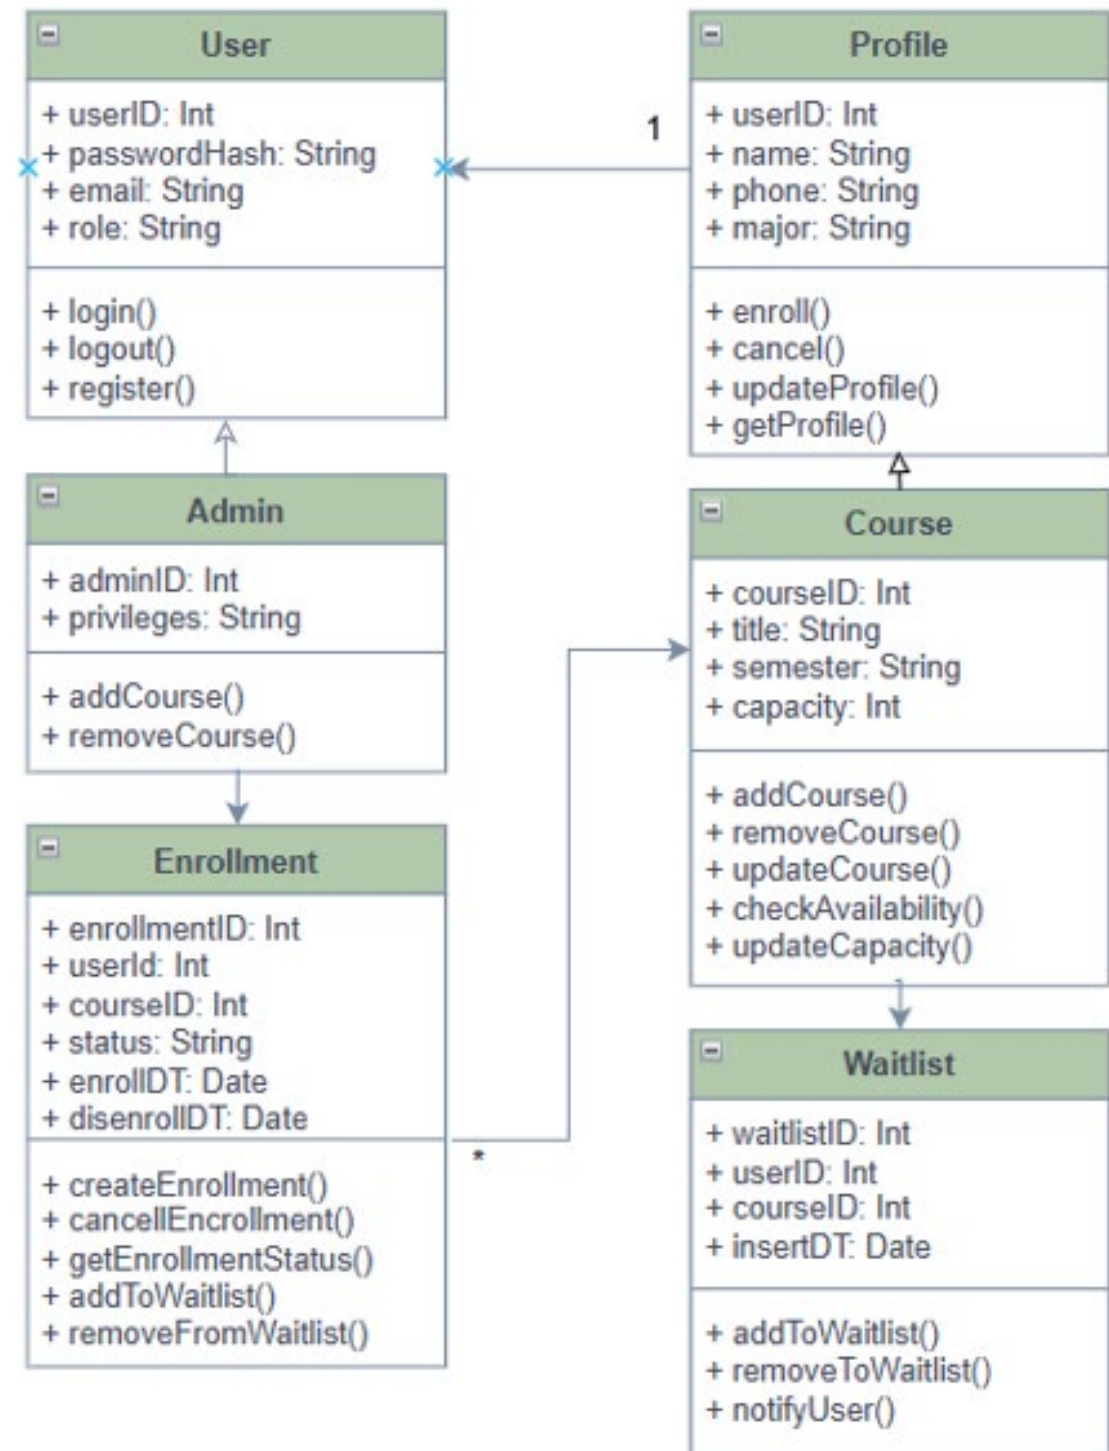 User
+ userID: Int
+ passwordHash: String
+ email: String
+ role: String
+ login()
+ logout()
+ register()
1
Profile
+ userID: Int
+ name: String
+ phone: String
+ major: String
+ enroll()
+ cancel()
+ updateProfile()
+ getProfile()
Admin
+ adminID: Int
+ privileges: String
+ addCourse()
+ removeCourse()
Course
+ courseID: Int
+ title: String
+ semester: String
+ capacity: Int
+ addCourse()
+ removeCourse()
+ updateCourse()
+ checkAvailability()
+ updateCapacity()
Enrollment
+ enrollmentID: Int
+ userId: Int
+ courseID: Int
+ status: String
+ enrollDT: Date
+ disenrollDT: Date
*
+ createEnrollment()
+ cancellEncrollment()
+ getEnrollmentStatus()
+ addToWaitlist()
+ removeFromWaitlist()
Waitlist
+ waitlistID: Int
+ userID: Int
+ courseID: Int
+ insertDT: Date
+ addToWaitlist()
+ removeToWaitlist()
+ notifyUser()